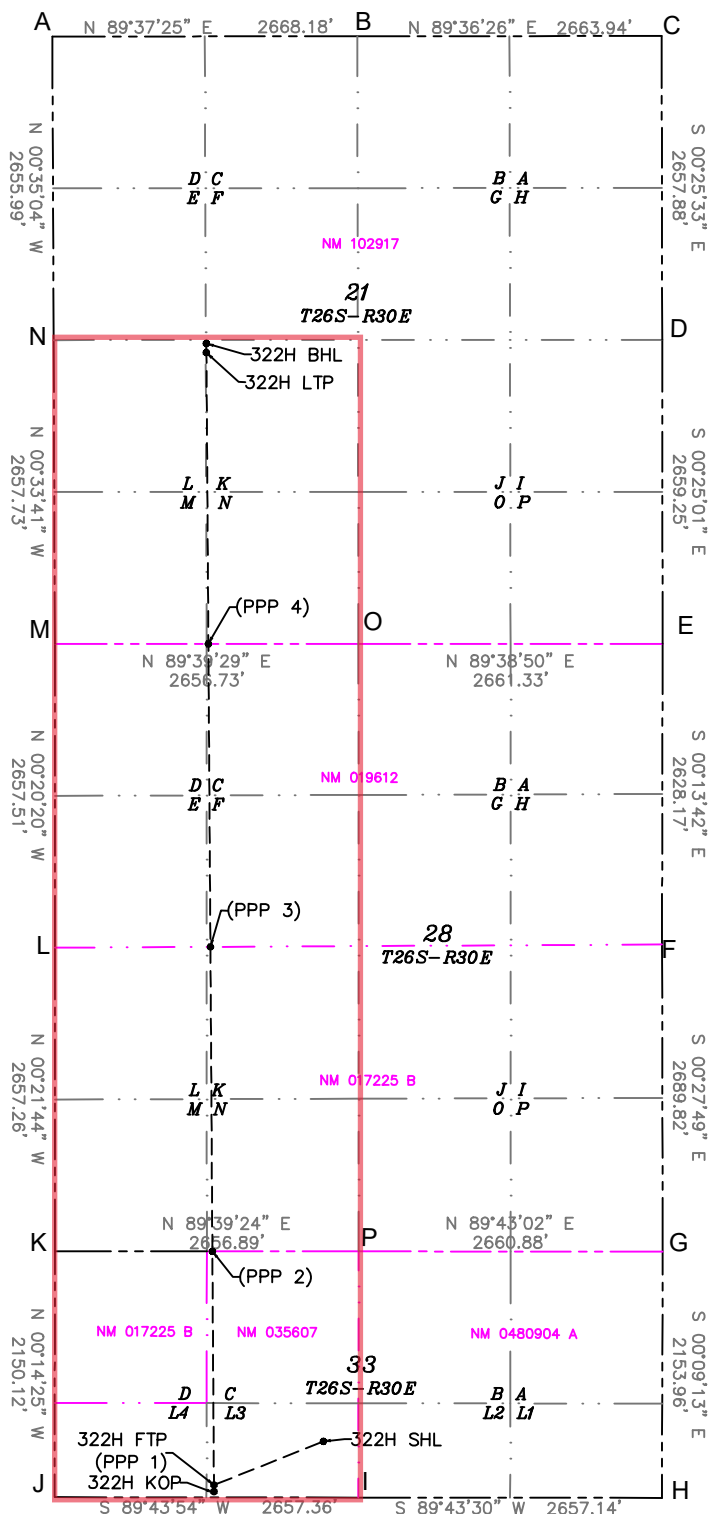 A B C
N 89°37'25" E 2668.18' N 89°36'26" E 2663.94'
N 00°35'04" W
2655.99'
S 00°25'33" E
2657.88'
D C B A
E F G H
NM 102917
21
T26S-R30E
N D
322H BHL
322H LTP
N 00°33'41" W
2657.73'
S 00°25'01" E
2659.25'
L K J I
M N O P
(PPP 4)
M O E
N 89°39'29" E N 89°38'50" E
2656.73' 2661.33'
N 00°20'20" W
2657.51'
S 00°13'42" E
2628.17'
NM 019612
D C B A
E F G H
(PPP 3)
28
T26S-R30E
L F
N 00°21'44" W
2657.26'
S 00°27'49" E
2689.82'
NM 017225 B
L K J I
M N O P
N 89°39'24" E N 89°43'02" E
2656.89' 2660.88'
K P G
(PPP 2)
N 00°14'25" W
2150.12'
S 00°09'13" E
2153.96'
NM 017225 B NM 035607 NM 0480904 A
33
T26S-R30E
D C B A
L4 L3 L2 L1
322H FTP
(PPP 1)
322H SHL
322H KOP
J I H
S 89°43'54" W 2657.36' S 89°43'30" W 2657.14'